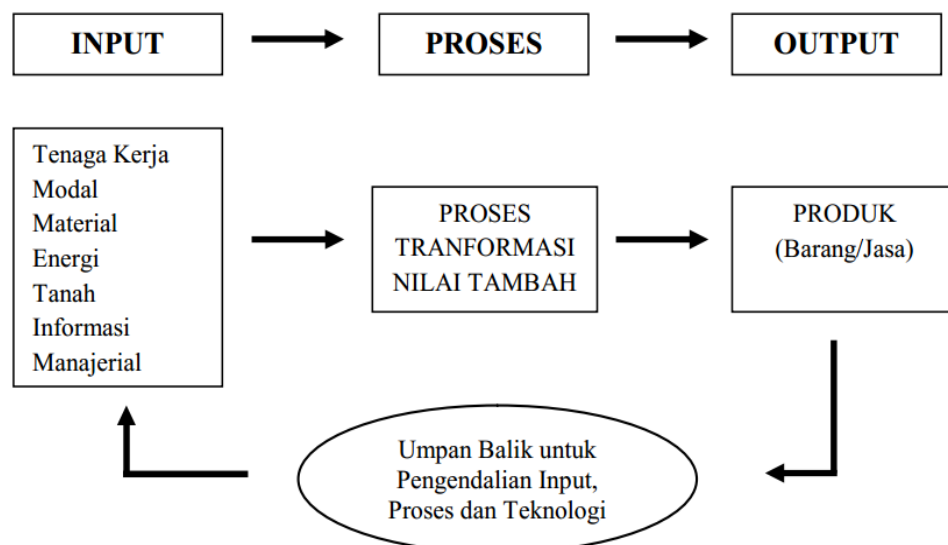 INPUT
PROSES
OUTPUT
Tenaga Kerja
Modal
Material
Energi
Tanah
Informasi
Manajerial
PROSES
TRANFORMASI
NILAI TAMBAH
PRODUK
(Barang/Jasa)
Umpan Balik untuk
Pengendalian Input,
Proses dan Teknologi